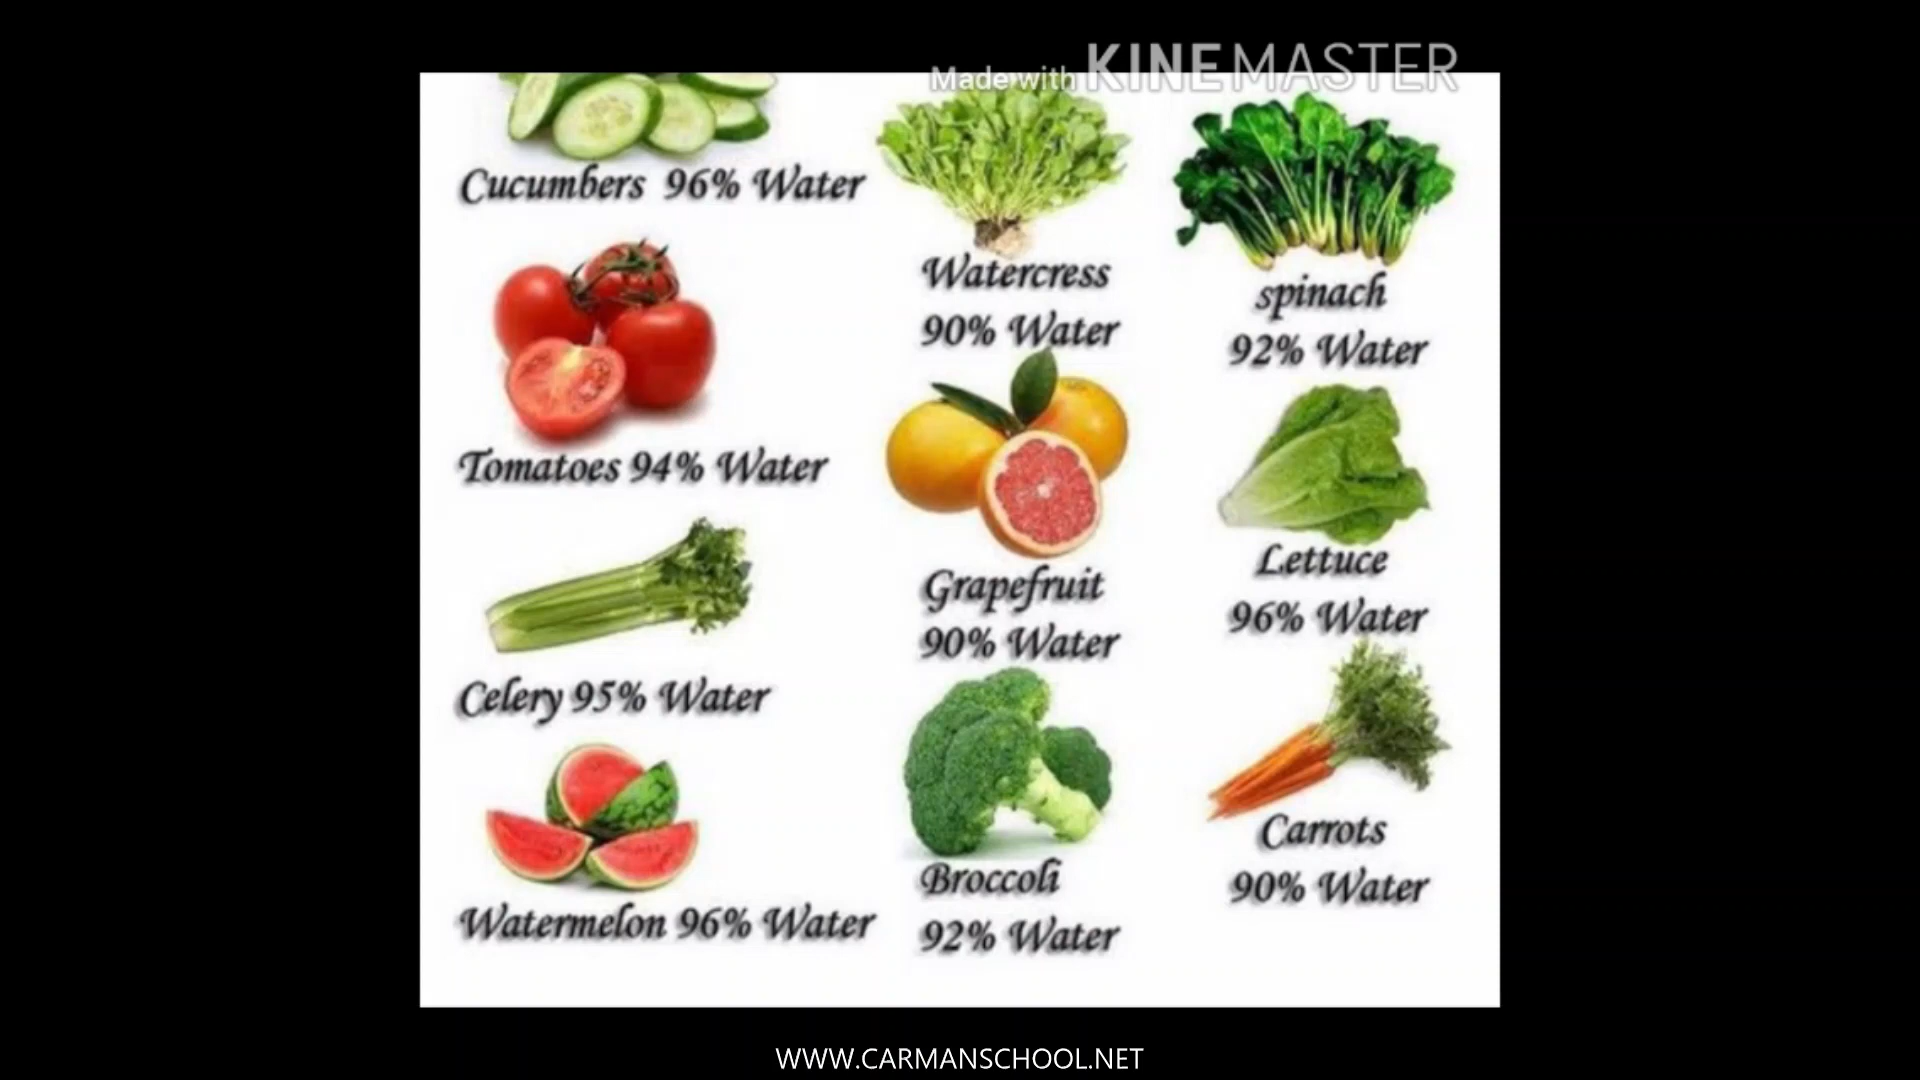 Made with KINEMASTER
Cucumbers 96% Water
Tomatoes 94% Water
Celery 95% Water
Watermelon 96% Water
Watercress
90% Water
Grapefruit
90% Water
Broccoli
92% Water
spinach
92% Water
Lettuce
96% Water
Carrots
90% Water
WWW.CARMANSCHOOL.NET